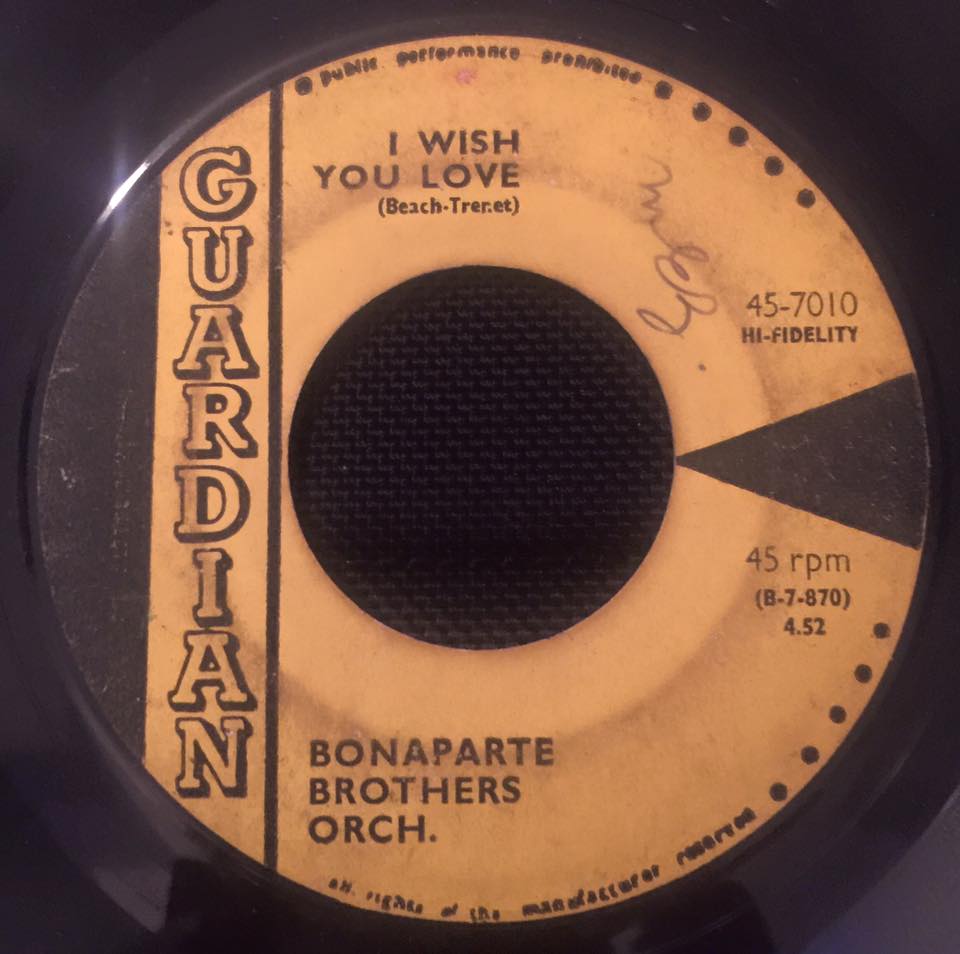 public performance prohibited
GUARDIAN
I WISH
YOU LOVE
(Beach-Trenet)
45-7010
HI-FIDELITY
45 rpm
(B-7-870)
4.52
BONAPARTE
BROTHERS
ORCH.
all rights of the manufacturer reserved